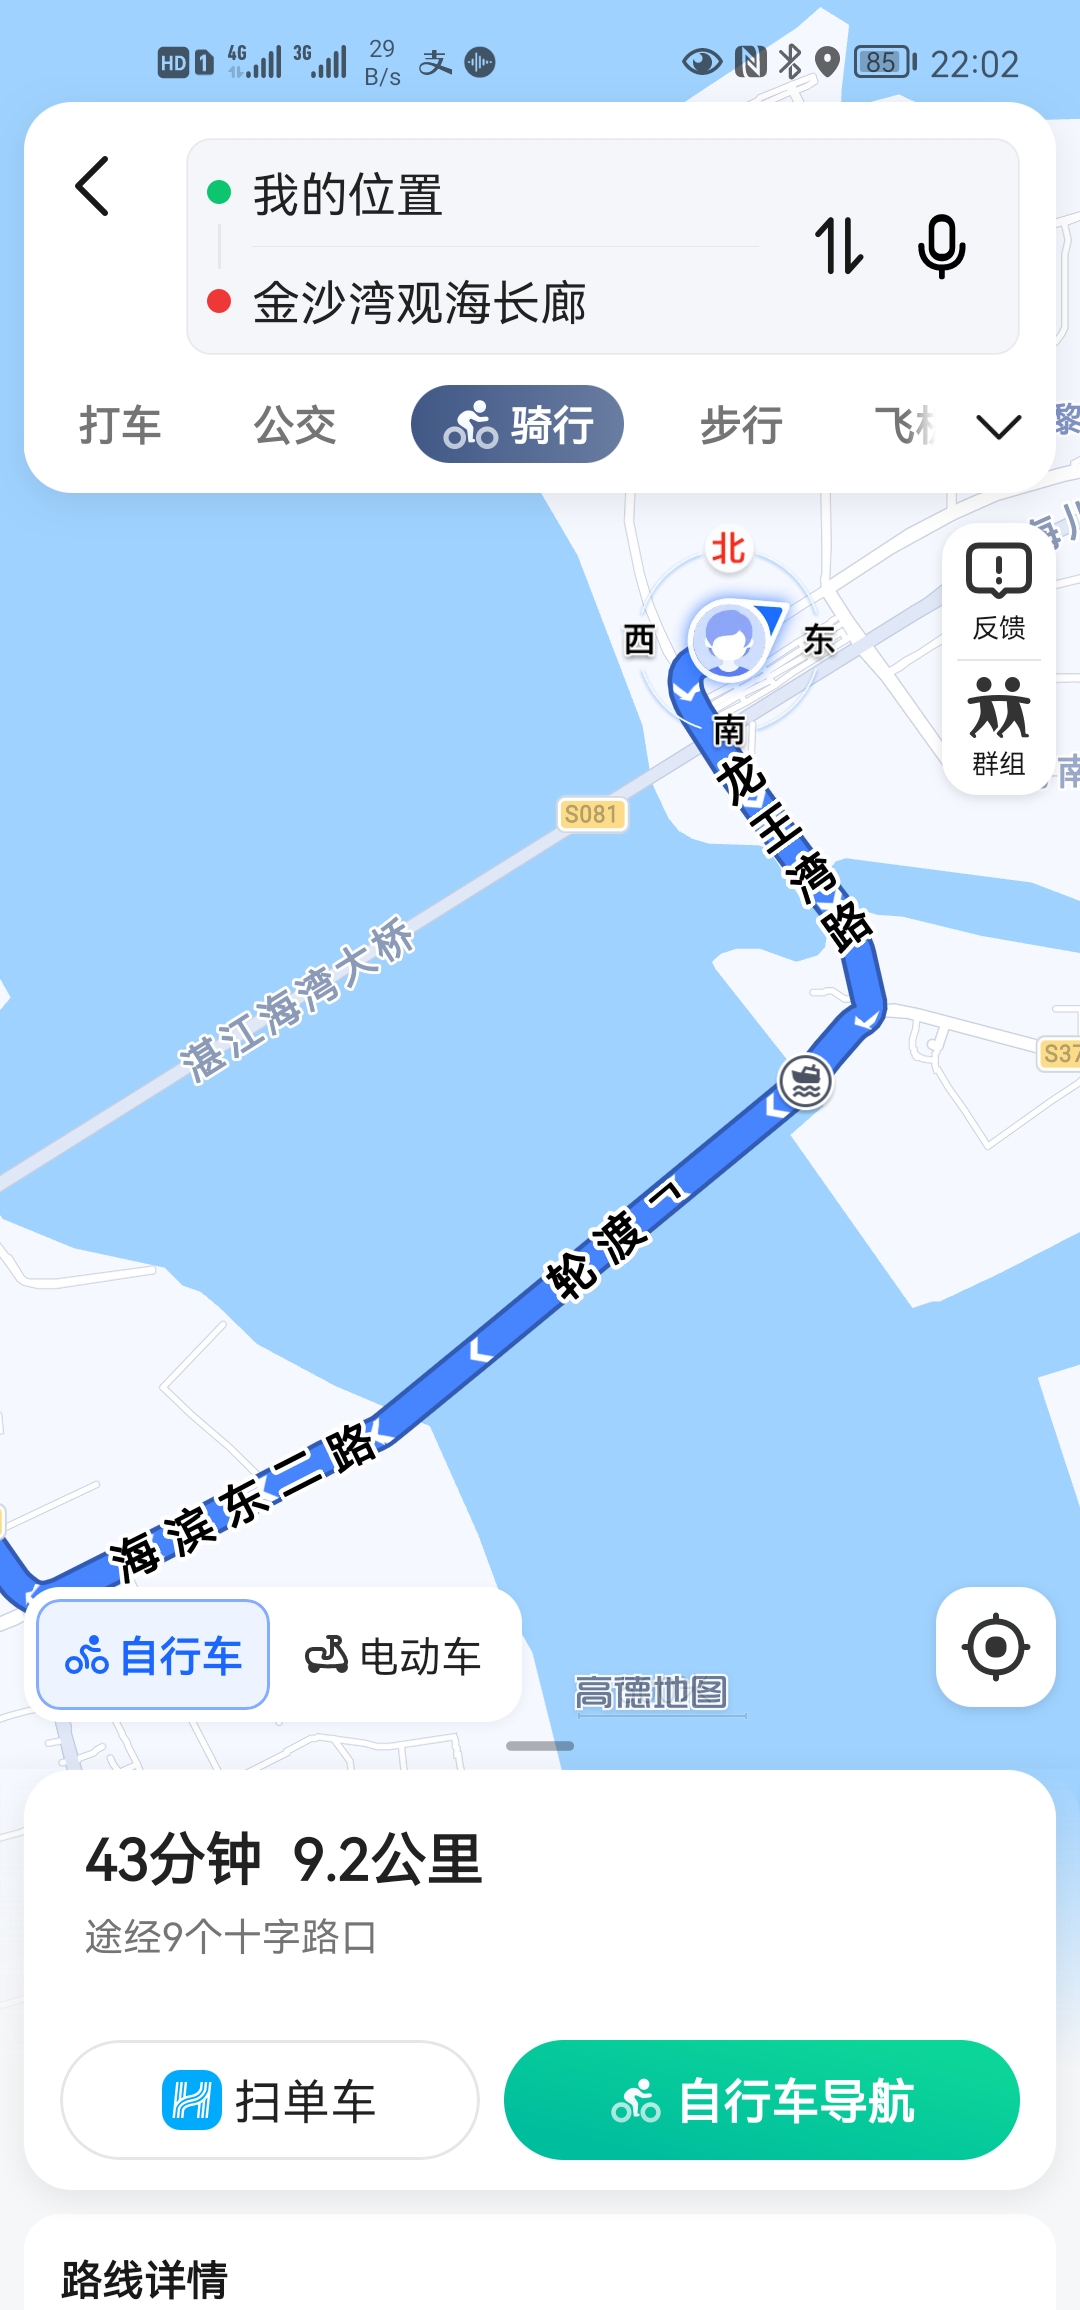 HD 1 4G 3G 29 B/s 支 85 22:02
我的位置
金沙湾观海长廊
打车 公交 骑行 步行
北
西 东
南
反馈
群组
龙王湾路
S081
湛江海湾大桥
S37
轮渡
海滨东二路
自行车 电动车
高德地图
43分钟 9.2公里
途经9个十字路口
扫单车 自行车导航
路线详情